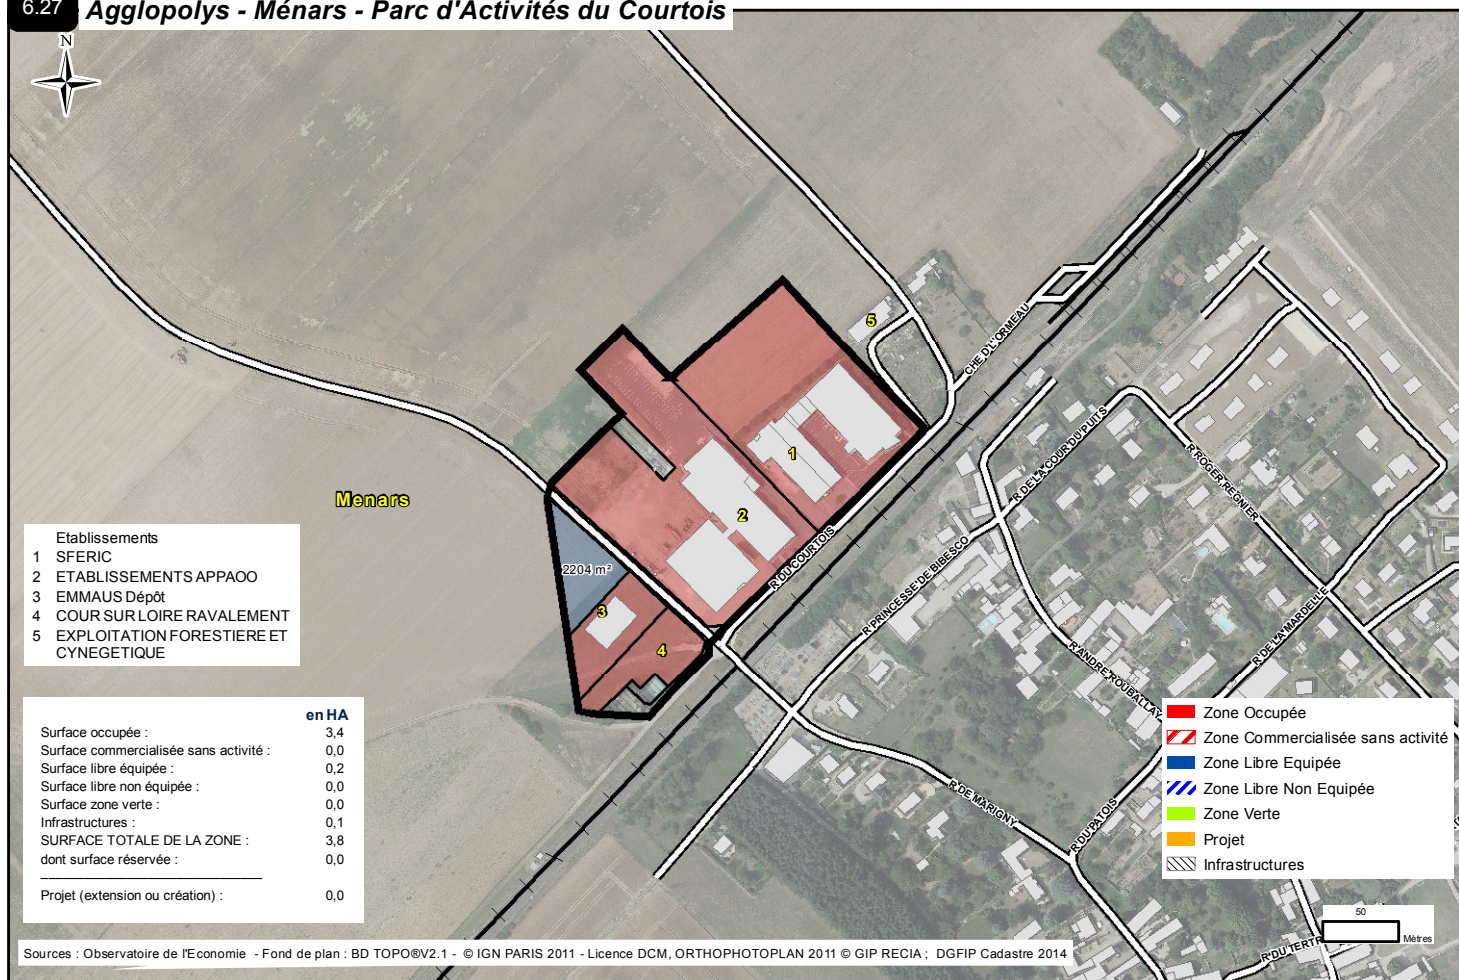 6.27 Agglopolys - Ménars - Parc d'Activités du Courtois
N
CHE D L'ORMEAU
5
1
R DE LA COUR DU PUITS
R ROGER REGNIER
Menars
2
R DU COURTOIS
R PRINCESSE DE BIBESCO
2204 m²
3
4
R ANDRE ROUBALLAY
R DE LA MARDELLE
R DE MARIGNY
R DU PATOIS
Etablissements
1 SFERIC
2 ETABLISSEMENTS APPAOO
3 EMMAUS Dépôt
4 COUR SUR LOIRE RAVALEMENT
5 EXPLOITATION FORESTIERE ET
CYNEGETIQUE
en HA
Surface occupée : 3,4
Surface commercialisée sans activité : 0,0
Surface libre équipée : 0,2
Surface libre non équipée : 0,0
Surface zone verte : 0,0
Infrastructures : 0,1
SURFACE TOTALE DE LA ZONE : 3,8
dont surface réservée : 0,0
Projet (extension ou création) : 0,0
Zone Occupée
Zone Commercialisée sans activité
Zone Libre Equipée
Zone Libre Non Equipée
Zone Verte
Projet
Infrastructures
50
Mètres
R DU TERTR
Sources : Observatoire de l'Economie - Fond de plan : BD TOPO®V2.1 - © IGN PARIS 2011 - Licence DCM, ORTHOPHOTOPLAN 2011 © GIP RECIA ; DGFIP Cadastre 2014